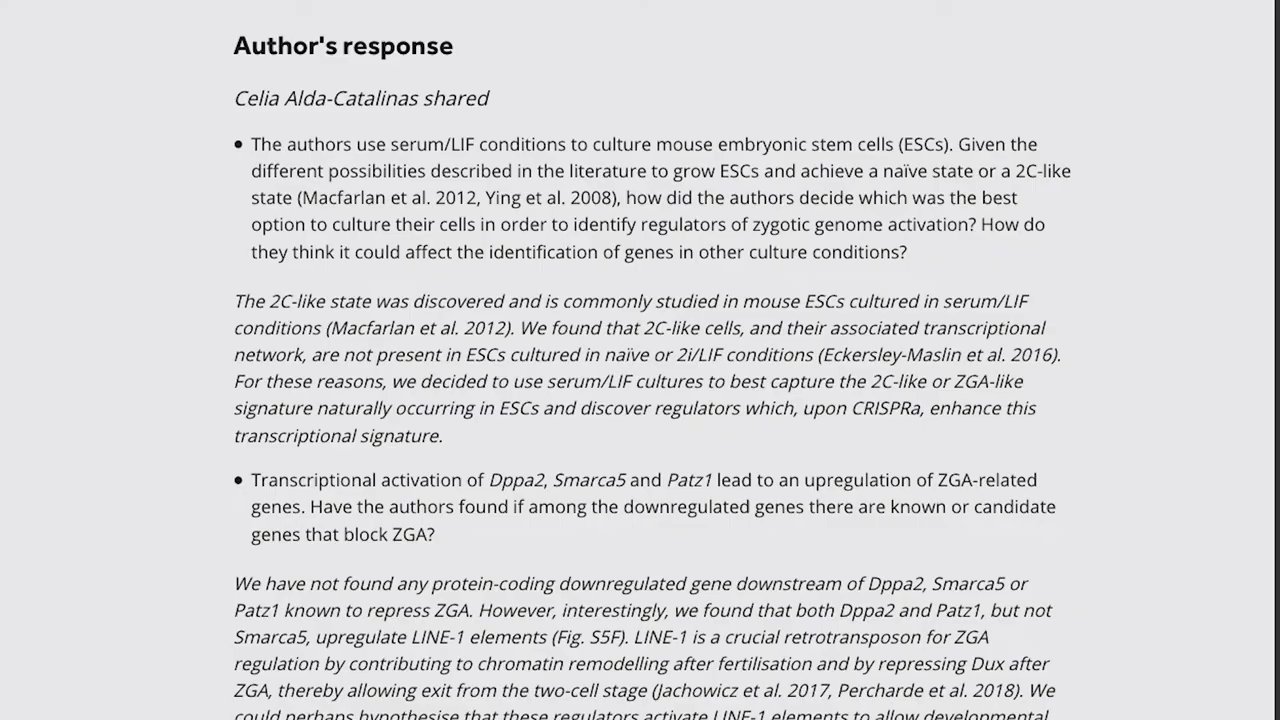 Author's response
Celia Alda-Catalinas shared
• The authors use serum/LIF conditions to culture mouse embryonic stem cells (ESCs). Given the
different possibilities described in the literature to grow ESCs and achieve a naïve state or a 2C-like
state (Macfarlan et al. 2012, Ying et al. 2008), how did the authors decide which was the best
option to culture their cells in order to identify regulators of zygotic genome activation? How do
they think it could affect the identification of genes in other culture conditions?
The 2C-like state was discovered and is commonly studied in mouse ESCs cultured in serum/LIF
conditions (Macfarlan et al. 2012). We found that 2C-like cells, and their associated transcriptional
network, are not present in ESCs cultured in naïve or 2i/LIF conditions (Eckersley-Maslin et al. 2016).
For these reasons, we decided to use serum/LIF cultures to best capture the 2C-like or ZGA-like
signature naturally occurring in ESCs and discover regulators which, upon CRISPRa, enhance this
transcriptional signature.
• Transcriptional activation of Dppa2, Smarca5 and Patz1 lead to an upregulation of ZGA-related
genes. Have the authors found if among the downregulated genes there are known or candidate
genes that block ZGA?
We have not found any protein-coding downregulated gene downstream of Dppa2, Smarca5 or
Patz1 known to repress ZGA. However, interestingly, we found that both Dppa2 and Patz1, but not
Smarca5, upregulate LINE-1 elements (Fig. S5F). LINE-1 is a crucial retrotransposon for ZGA
regulation by contributing to chromatin remodelling after fertilisation and by repressing Dux after
ZGA, thereby allowing exit from the two-cell stage (Jachowicz et al. 2017, Percharde et al. 2018). We
could perhaps hypothesise that these regulators activate LINE-1 elements to allow developmental